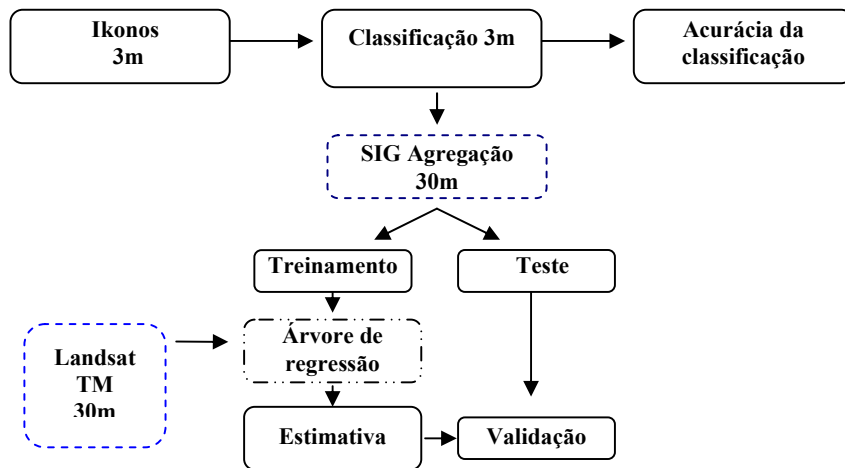 Ikonos
3m
Classificação 3m
Acurácia da
classificação
SIG Agregação
30m
Treinamento
Teste
Landsat
TM
30m
Árvore de
regressão
Estimativa
Validação